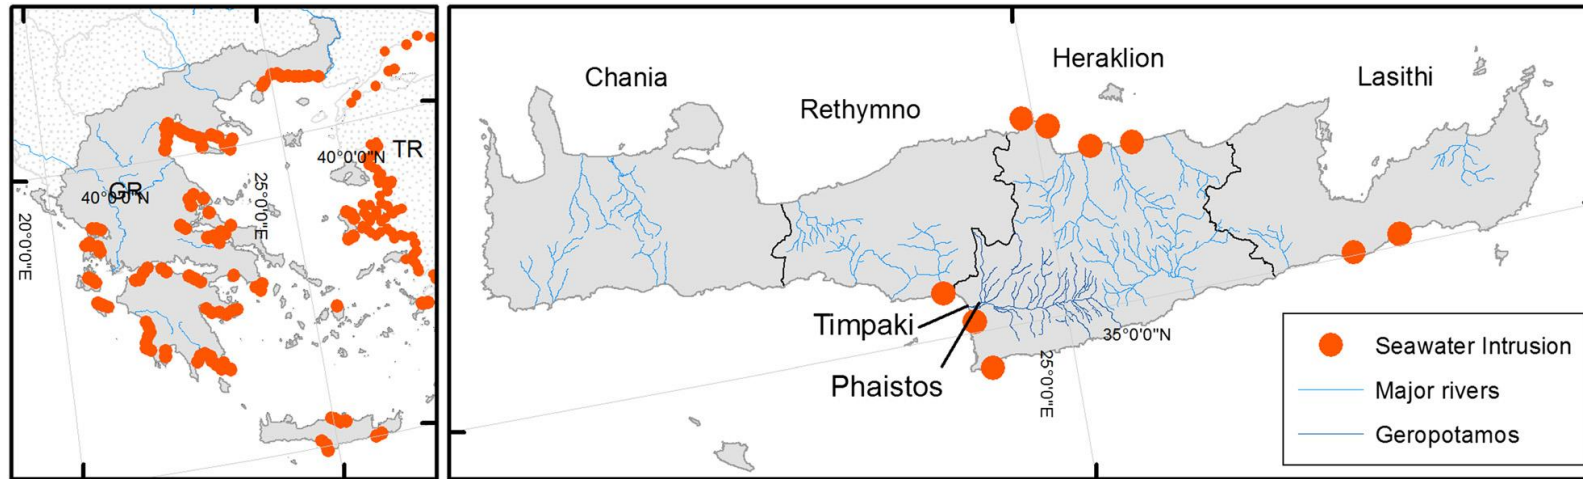 40°0'0"N
TR
GR
40°0'0"N
25°0'0"E
20°0'0"E
Chania
Rethymno
Heraklion
Lasithi
Timpaki
Phaistos
25°0'0"E
35°0'0"N
Seawater Intrusion
Major rivers
Geropotamos